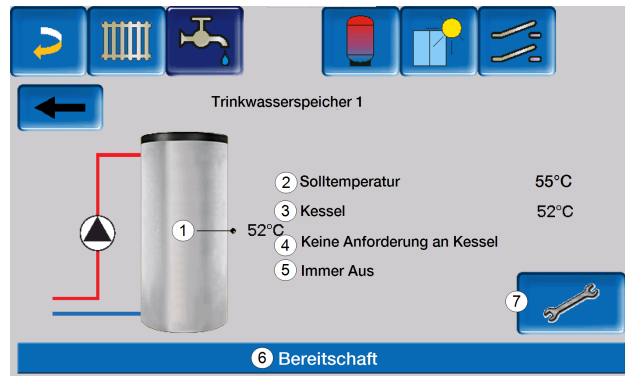 Trinkwasserspeicher 1
2 Solltemperatur 55°C
3 Kessel 52°C
1 52°C
4 Keine Anforderung an Kessel
5 Immer Aus
7
6 Bereitschaft